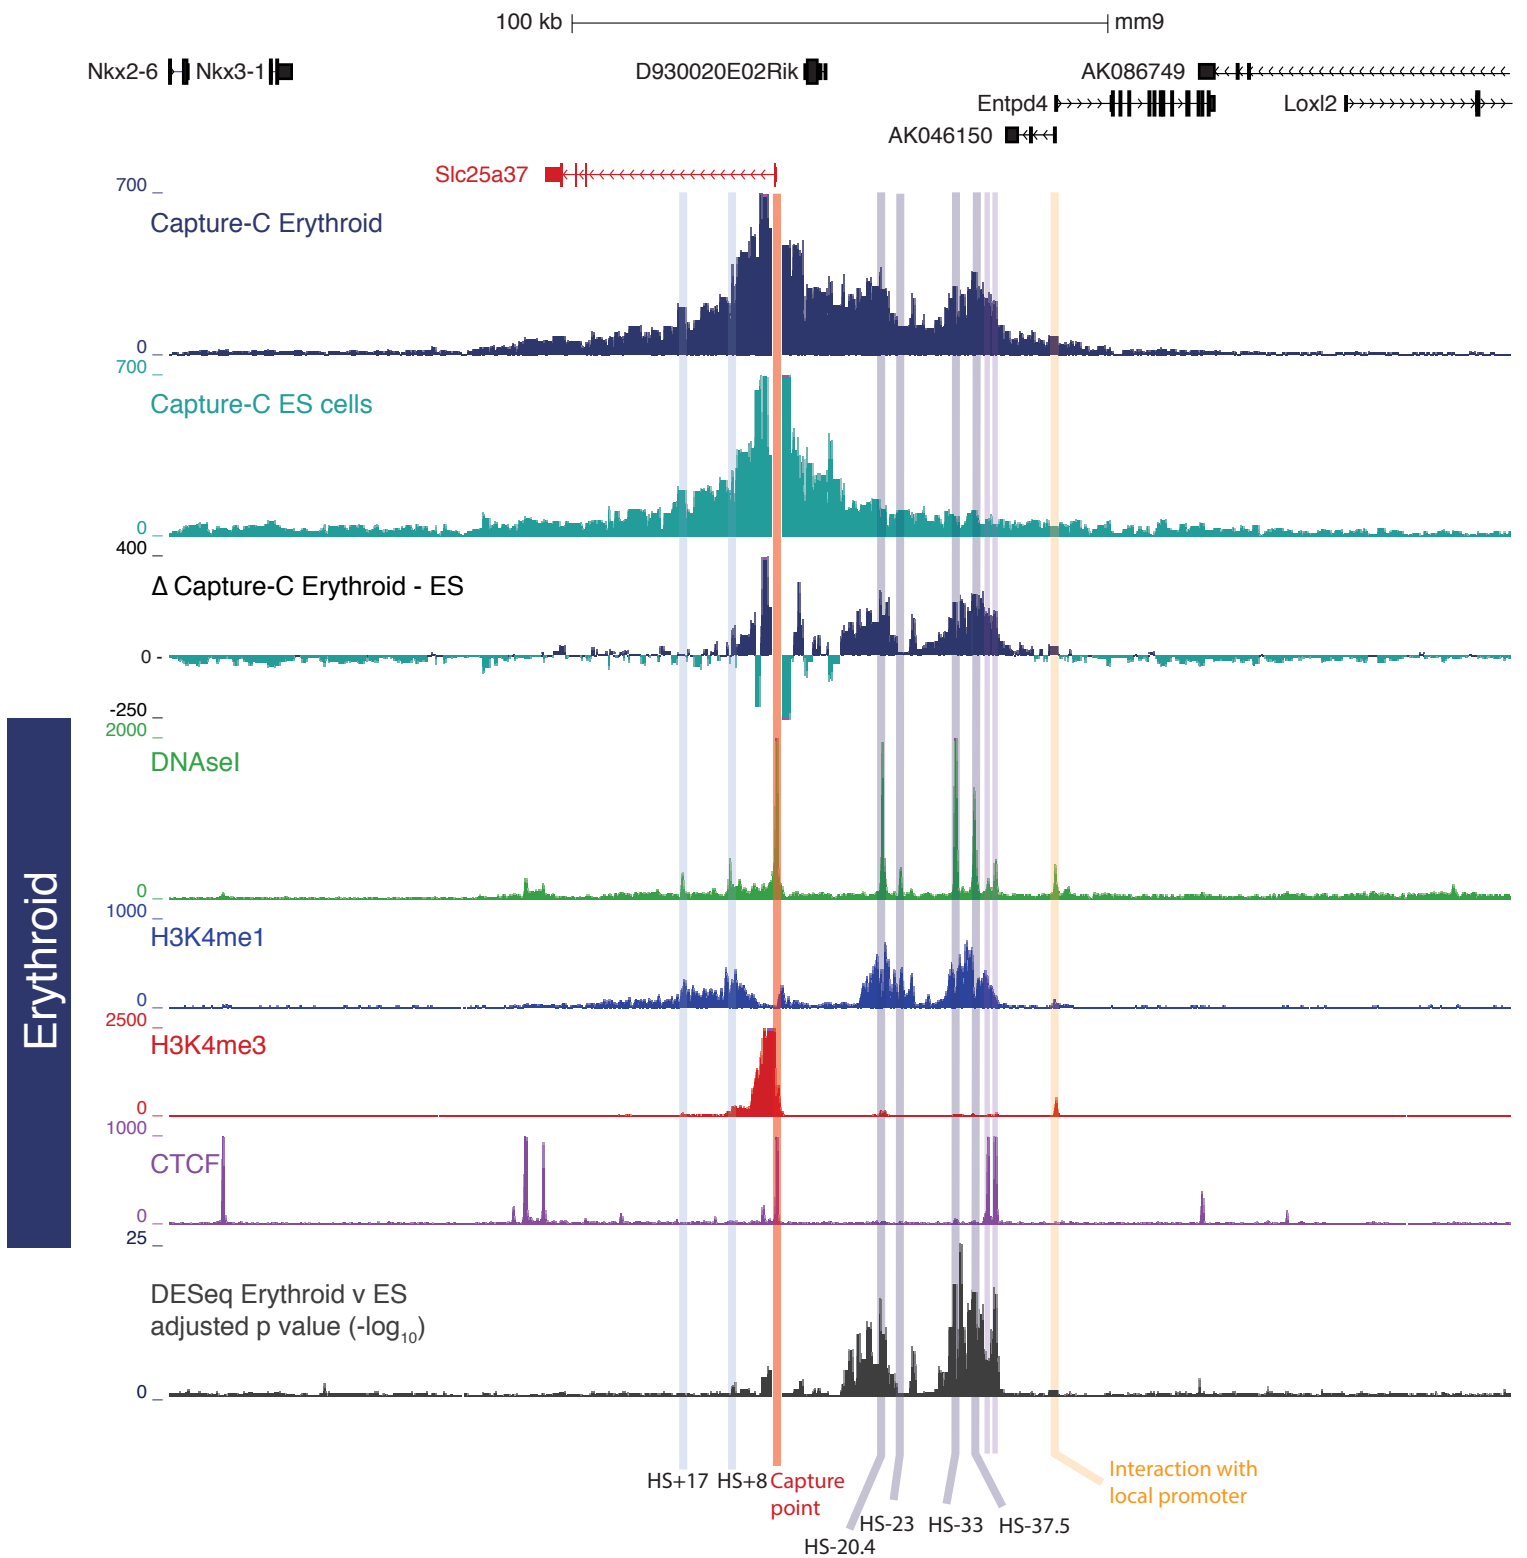 100 kb
mm9
Nkx2-6
Nkx3-1
D930020E02Rik
AK086749
Entpd4
Loxl2
AK046150
Slc25a37
700
Capture-C Erythroid
0
700
Capture-C ES cells
0
400
Δ Capture-C Erythroid - ES
0
-250
2000
DNAseI
0
1000
H3K4me1
0
2500
H3K4me3
0
1000
CTCF
0
25
DESeq Erythroid v ES
adjusted p value (-log10)
0
Erythroid
HS+17
HS+8
Capture
point
HS-20.4
HS-23
HS-33
HS-37.5
Interaction with
local promoter